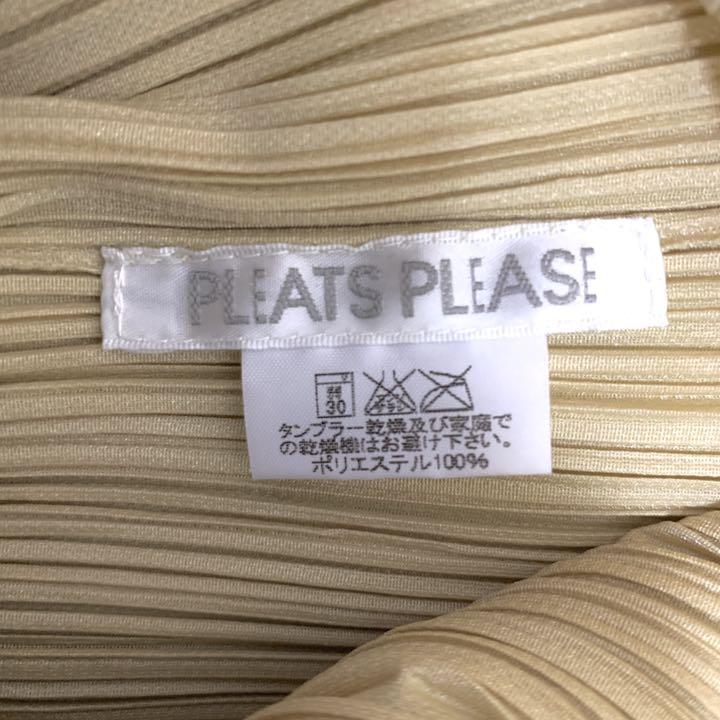 PLEATS PLEASE
30
タンブラー乾燥及び家庭で
の乾燥機はお避け下さい。
ポリエステル100%